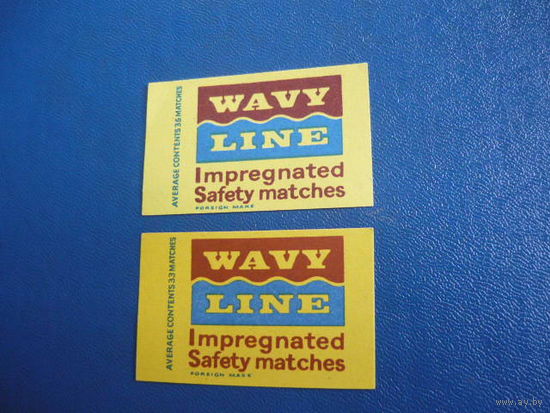 AVERAGE CONTENTS 36 MATCHES
WAVY
LINE
Impregnated
Safety matches
FOREIGN MAKE
AVERAGE CONTENTS 33 MATCHES
WAVY
LINE
Impregnated
Safety matches
FOREIGN MAKE
www.ay.by